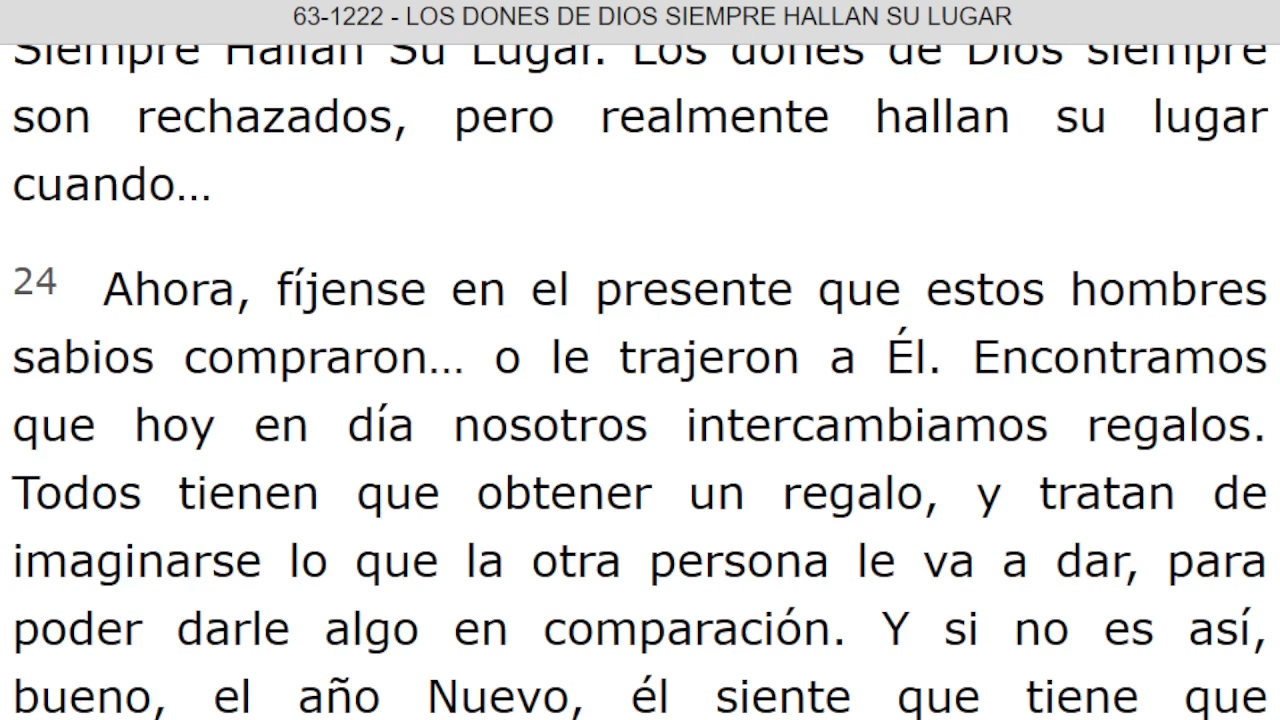 63-1222 - LOS DONES DE DIOS SIEMPRE HALLAN SU LUGAR
Siempre Hallan Su Lugar. Los dones de Dios siempre
son rechazados, pero realmente hallan su lugar
cuando…
24 Ahora, fíjense en el presente que estos hombres
sabios compraron… o le trajeron a Él. Encontramos
que hoy en día nosotros intercambiamos regalos.
Todos tienen que obtener un regalo, y tratan de
imaginarse lo que la otra persona le va a dar, para
poder darle algo en comparación. Y si no es así,
bueno, el año Nuevo, él siente que tiene que